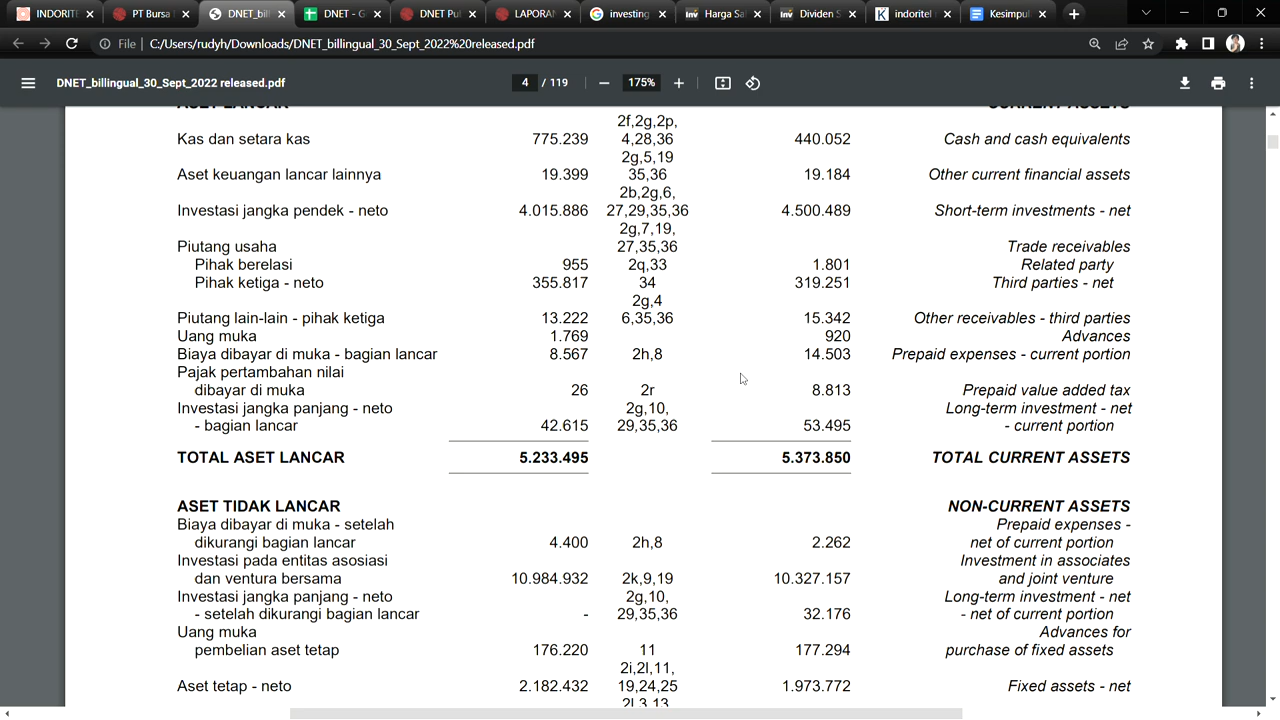 INDORITE
PT Bursa E
DNET_bill
DNET - G
DNET Pul
LAPORAN
investing
Harga Sa
Dividen S
indoritel
Kesimpul
File C:/Users/rudyh/Downloads/DNET_billingual_30_Sept_2022%20released.pdf
DNET_billingual_30_Sept_2022 released.pdf 4 / 119 175%
ASET LANCAR CURRENT ASSETS
2f,2g,2p,
Kas dan setara kas 775.239 4,28,36 440.052 Cash and cash equivalents
2g,5,19
Aset keuangan lancar lainnya 19.399 35,36 19.184 Other current financial assets
2b,2g,6,
Investasi jangka pendek - neto 4.015.886 27,29,35,36 4.500.489 Short-term investments - net
2g,7,19,
Piutang usaha 27,35,36 Trade receivables
Pihak berelasi 955 2q,33 1.801 Related party
Pihak ketiga - neto 355.817 34 319.251 Third parties - net
2g,4
Piutang lain-lain - pihak ketiga 13.222 6,35,36 15.342 Other receivables - third parties
Uang muka 1.769 920 Advances
Biaya dibayar di muka - bagian lancar 8.567 2h,8 14.503 Prepaid expenses - current portion
Pajak pertambahan nilai
dibayar di muka 26 2r 8.813 Prepaid value added tax
Investasi jangka panjang - neto 2g,10, Long-term investment - net
- bagian lancar 42.615 29,35,36 53.495 - current portion
TOTAL ASET LANCAR 5.233.495 5.373.850 TOTAL CURRENT ASSETS
ASET TIDAK LANCAR NON-CURRENT ASSETS
Biaya dibayar di muka - setelah Prepaid expenses -
dikurangi bagian lancar 4.400 2h,8 2.262 net of current portion
Investasi pada entitas asosiasi Investment in associates
dan ventura bersama 10.984.932 2k,9,19 10.327.157 and joint venture
Investasi jangka panjang - neto 2g,10, Long-term investment - net
- setelah dikurangi bagian lancar - 29,35,36 32.176 - net of current portion
Uang muka Advances for
pembelian aset tetap 176.220 11 177.294 purchase of fixed assets
2i,2l,11,
Aset tetap - neto 2.182.432 19,24,25 1.973.772 Fixed assets - net
2l,3,13